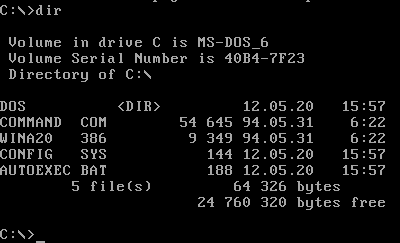 C:\>dir
Volume in drive C is MS-DOS_6
Volume Serial Number is 40B4-7F23
Directory of C:\
DOS <DIR> 12.05.20 15:57
COMMAND COM 54 645 94.05.31 6:22
WINA20 386 9 349 94.05.31 6:22
CONFIG SYS 144 12.05.20 15:57
AUTOEXEC BAT 188 12.05.20 15:57
5 file(s) 64 326 bytes
24 760 320 bytes free
C:\>_